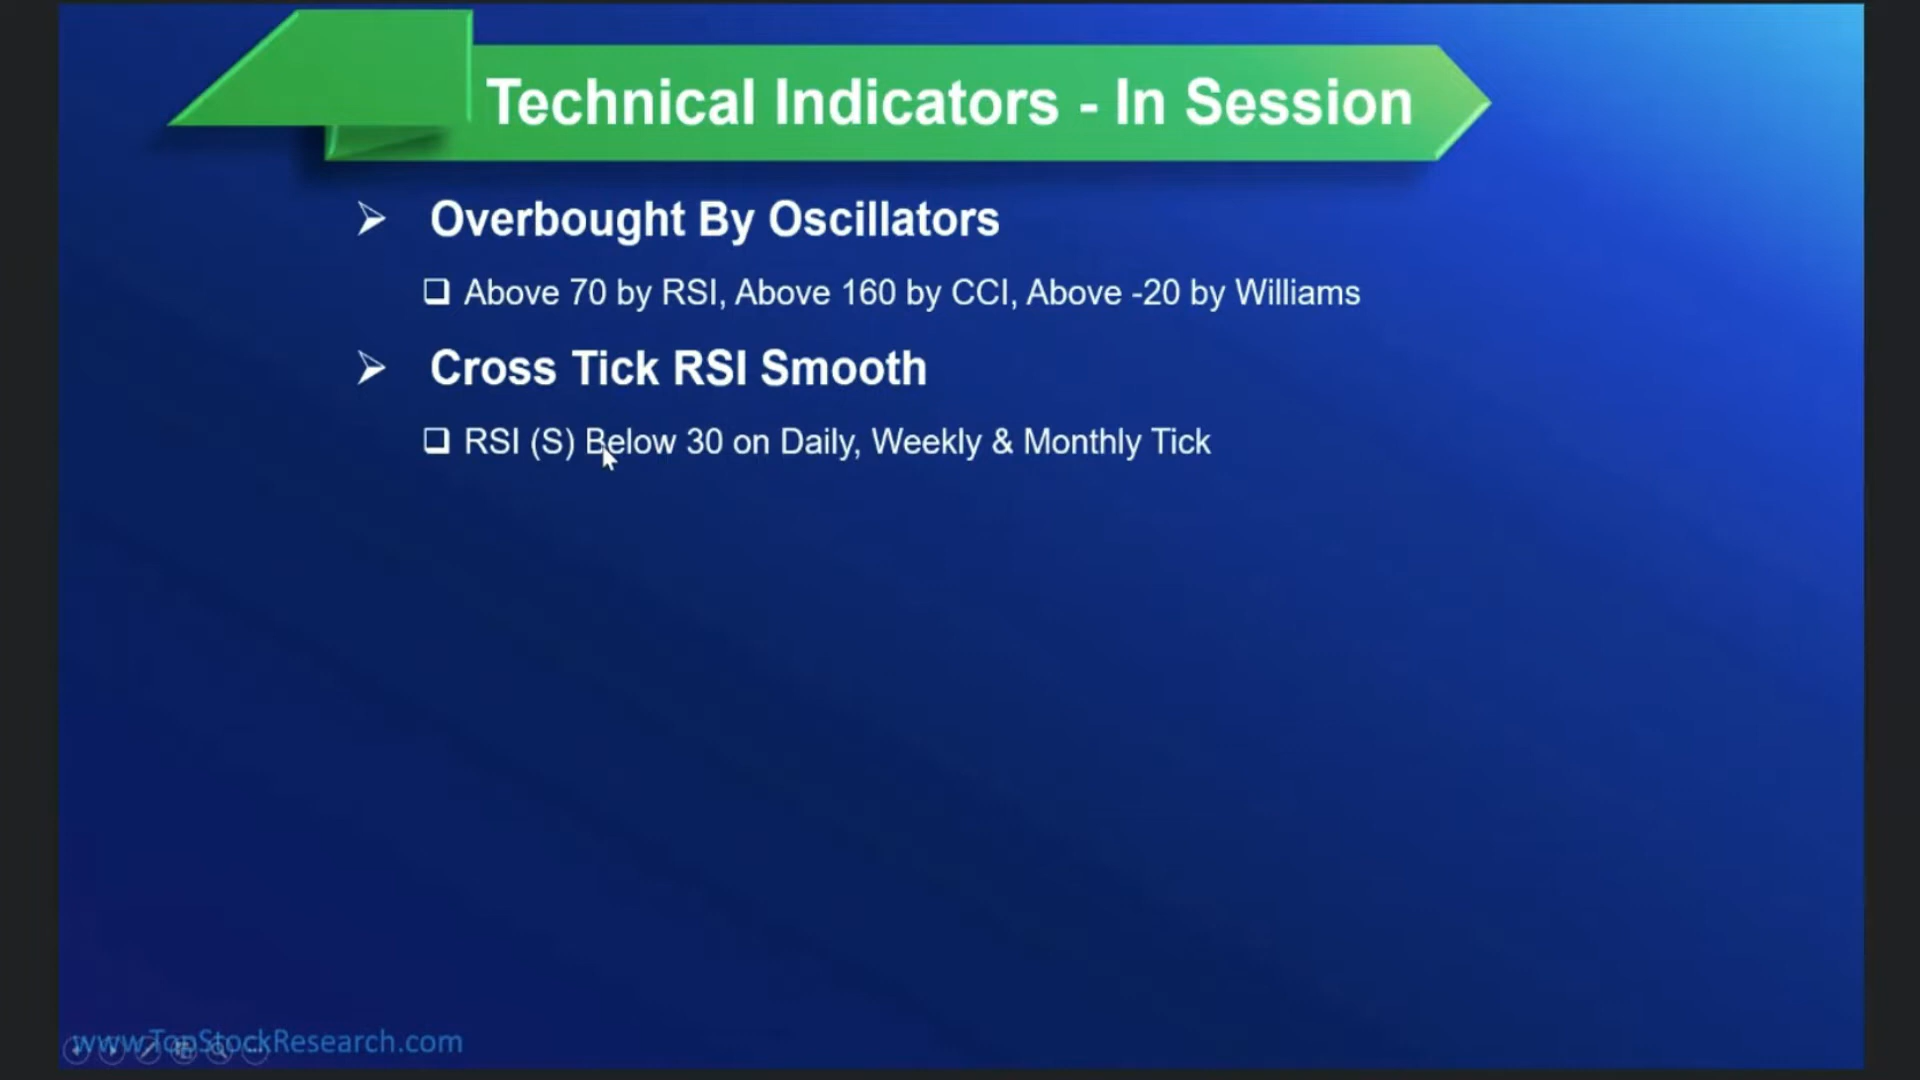 Technical Indicators - In Session
Overbought By Oscillators
Above 70 by RSI, Above 160 by CCI, Above -20 by Williams
Cross Tick RSI Smooth
RSI (S) Below 30 on Daily, Weekly & Monthly Tick
www.TopStockResearch.com